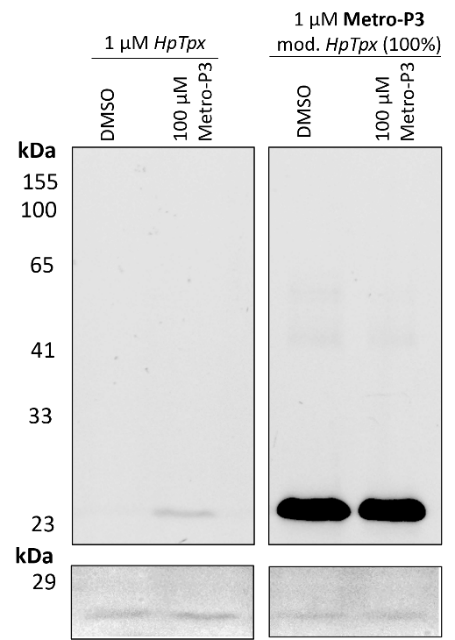 1 µM HpTpx
1 µM Metro-P3
mod. HpTpx (100%)
DMSO
100 µM
Metro-P3
DMSO
100 µM
Metro-P3
kDa
155
100
65
41
33
23
kDa
29